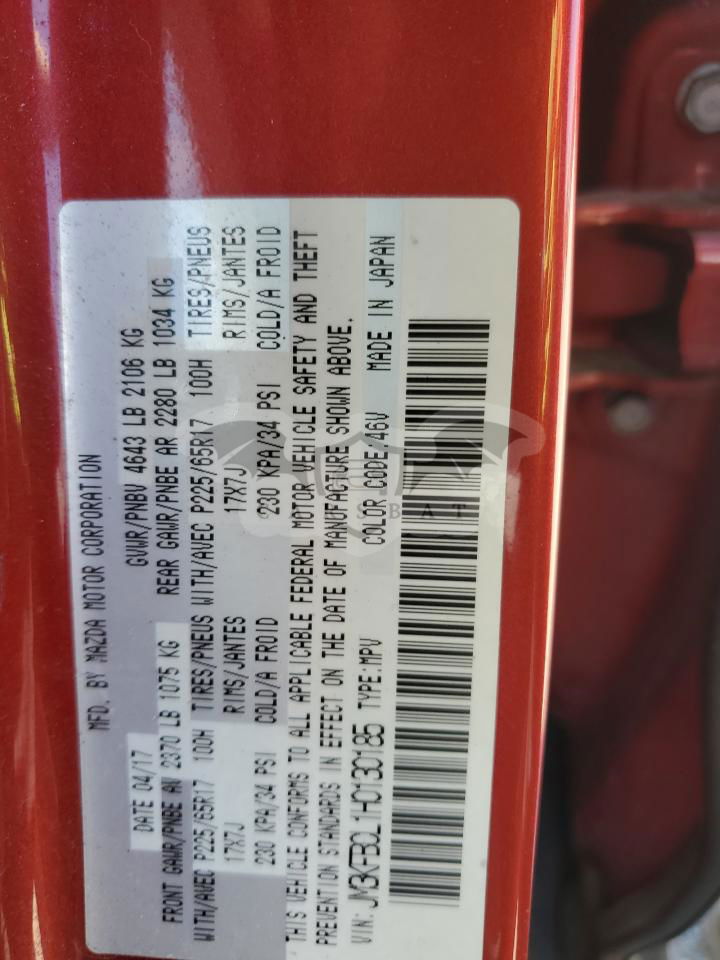 MFD. BY MAZDA MOTOR CORPORATION
DATE 04/17 GVWR/PNBV 4643 LB 2106 KG
FRONT GAWR/PNBE AV 2370 LB 1075 KG REAR GAWR/PNBE AR 2280 LB 1034 KG
WITH/AVEC P225/65R17 100H TIRES/PNEUS WITH/AVEC P225/65R17 100H TIRES/PNEUS
17X7J RIMS/JANTES 17X7J RIMS/JANTES
230 KPA/34 PSI COLD/A FROID 230 KPA/34 PSI COLD/A FROID
THIS VEHICLE CONFORMS TO ALL APPLICABLE FEDERAL MOTOR VEHICLE SAFETY AND THEFT
PREVENTION STANDARDS IN EFFECT ON THE DATE OF MANUFACTURE SHOWN ABOVE.
VIN: JM3KFBCL1H0130185 TYPE:MPV COLOR CODE/46V MADE IN JAPAN